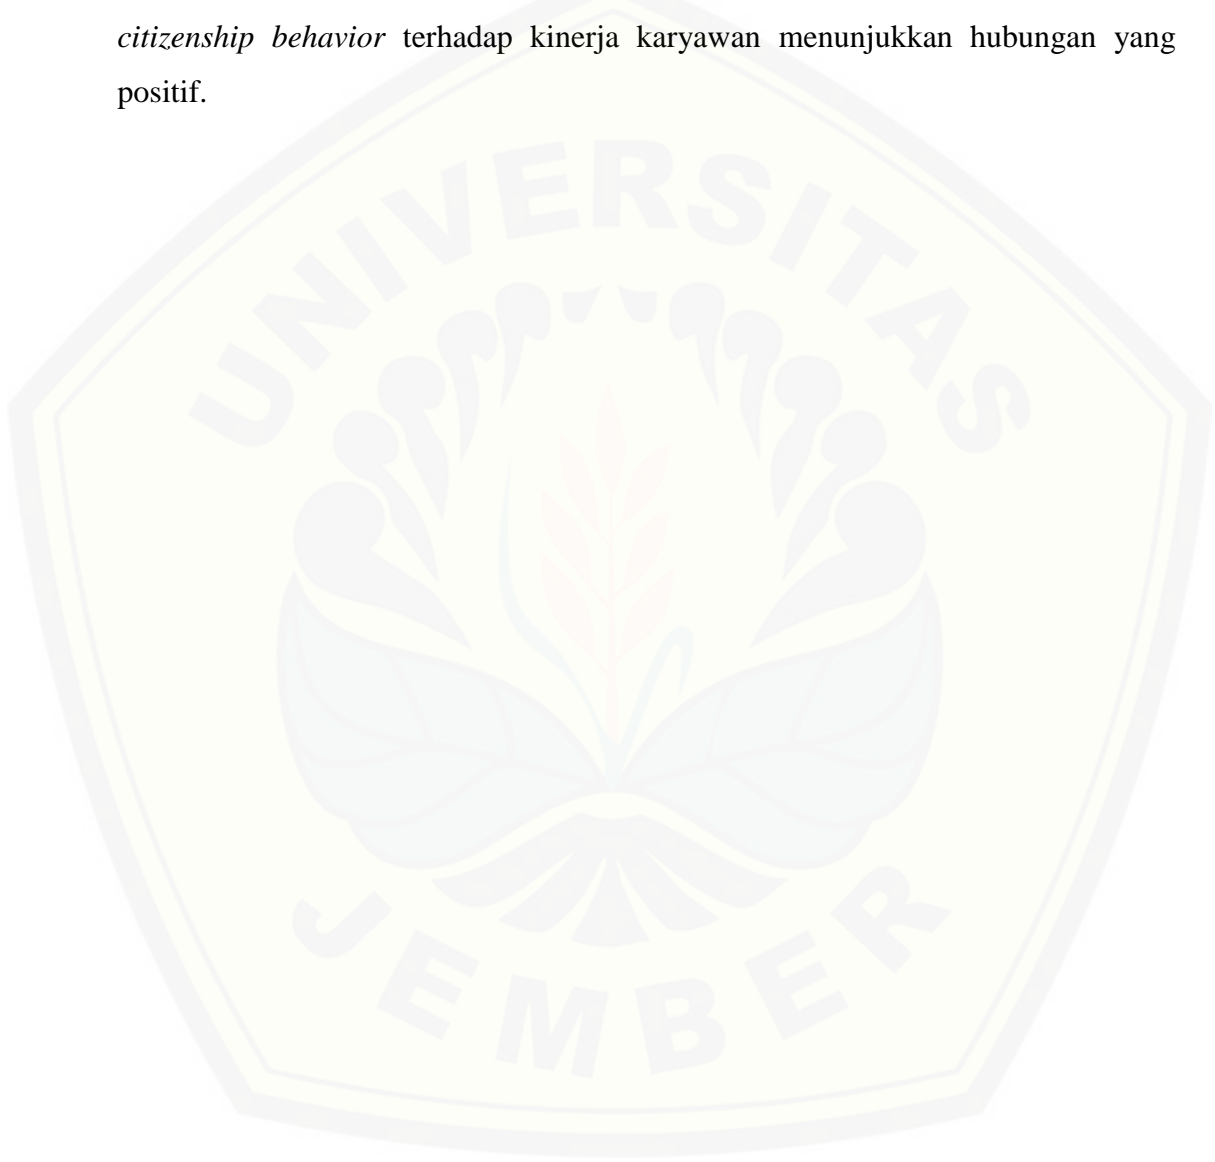 citizenship behavior terhadap kinerja karyawan menunjukkan hubungan yang
positif.
UNIVERSITAS
JEMBER